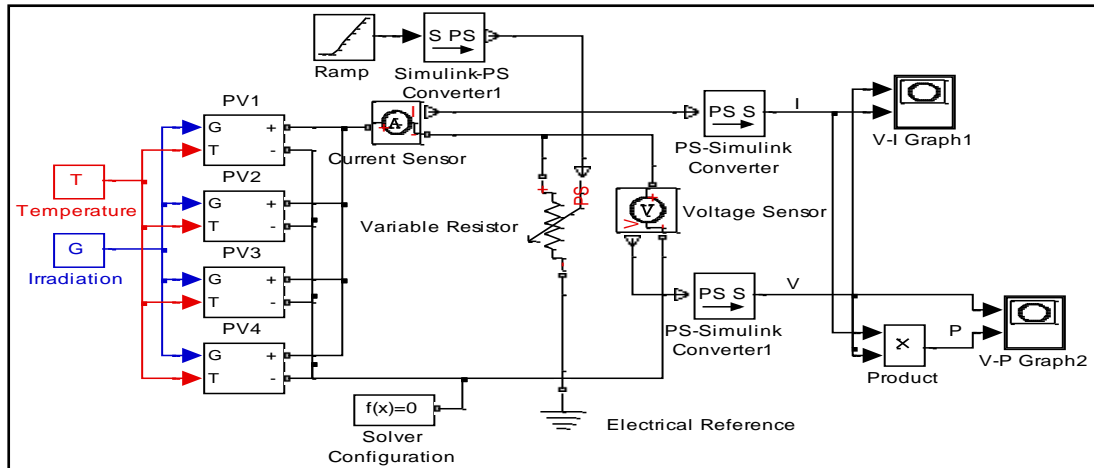 Ramp
S PS
Simulink-PS
Converter1
PV1
G +
T -
PV2
G +
T -
PV3
G +
T -
PV4
G +
T -
T
Temperature
G
Irradiation
A
+
I
-
Current Sensor
PS S
I
PS-Simulink
Converter
V-I Graph1
+
PS
-
Variable Resistor
V
+
V
-
Voltage Sensor
PS S
V
PS-Simulink
Converter1
×
P
Product
V-P Graph2
f(x)=0
Solver
Configuration
Electrical Reference